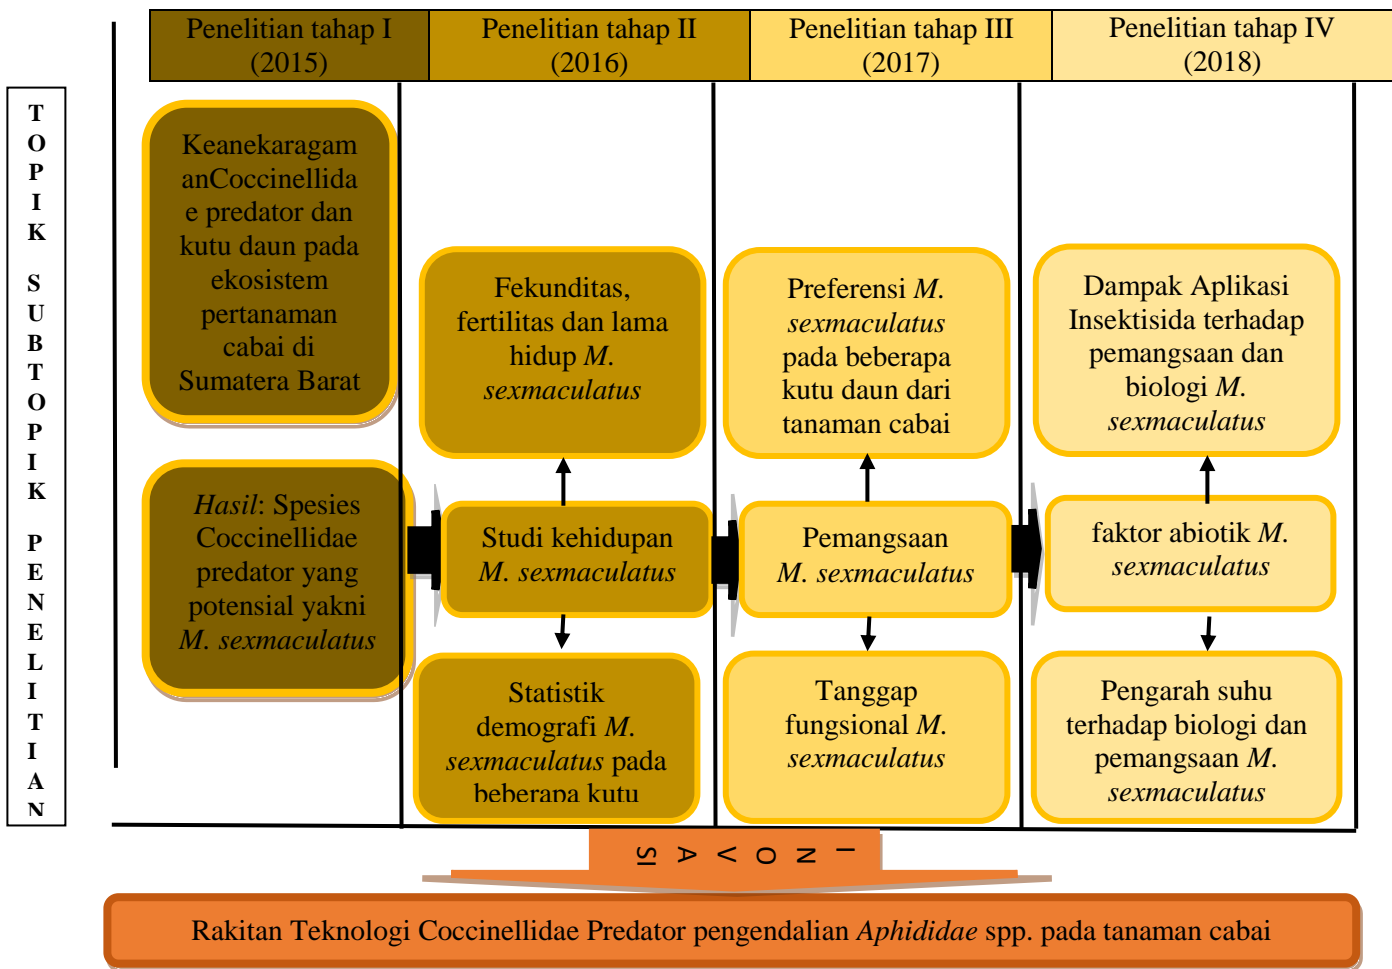 Penelitian tahap I
(2015)
Penelitian tahap II
(2016)
Penelitian tahap III
(2017)
Penelitian tahap IV
(2018)
T
O
P
I
K
S
U
B
T
O
P
I
K
P
E
N
E
L
I
T
I
A
N
Keanekaragam
anCoccinellida
e predator dan
kutu daun pada
ekosistem
pertanaman
cabai di
Sumatera Barat
Hasil: Spesies
Coccinellidae
predator yang
potensial yakni
M. sexmaculatus
Fekunditas,
fertilitas dan lama
hidup M.
sexmaculatus
Studi kehidupan
M. sexmaculatus
Statistik
demografi M.
sexmaculatus pada
beberapa kutu
Preferensi M.
sexmaculatus
pada beberapa
kutu daun dari
tanaman cabai
Pemangsaan
M. sexmaculatus
Tanggap
fungsional M.
sexmaculatus
Dampak Aplikasi
Insektisida terhadap
pemangsaan dan
biologi M.
sexmaculatus
faktor abiotik M.
sexmaculatus
Pengarah suhu
terhadap biologi dan
pemangsaan M.
sexmaculatus
I N O V A SI
Rakitan Teknologi Coccinellidae Predator pengendalian Aphididae spp. pada tanaman cabai